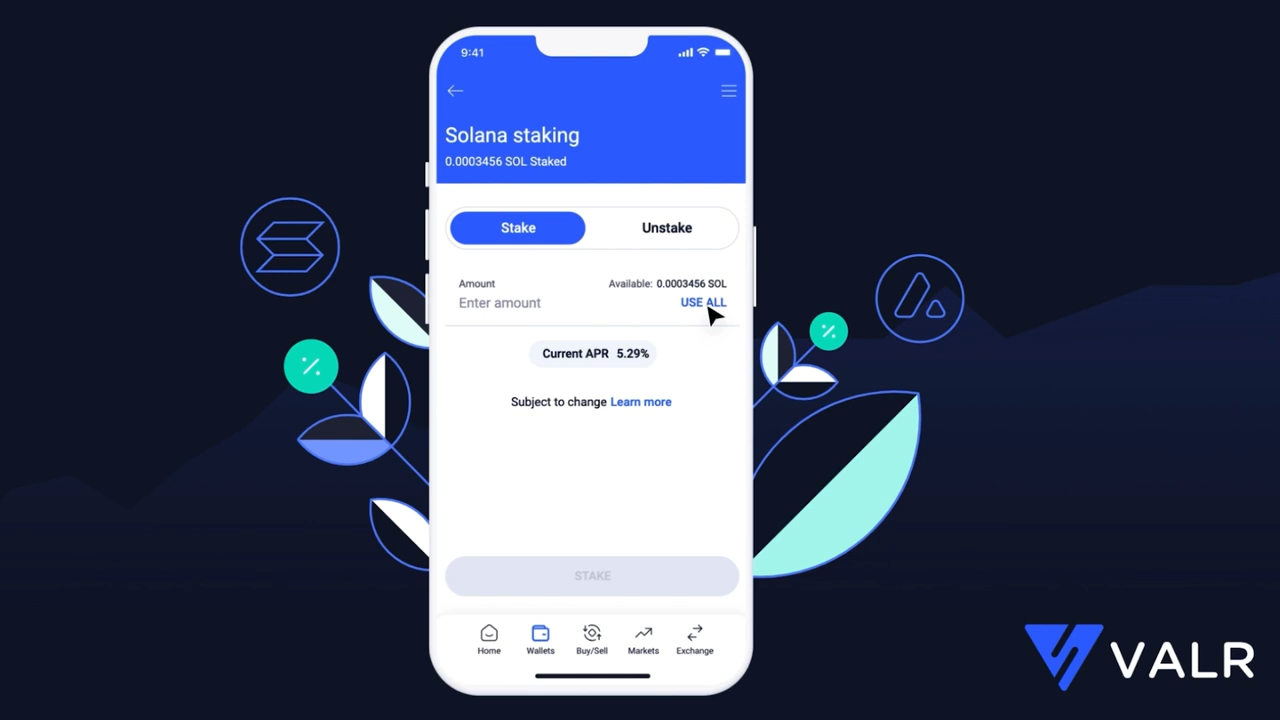 9:41
Solana staking
0.0003456 SOL Staked
Stake Unstake
Amount Available: 0.0003456 SOL
Enter amount USE ALL
Current APR 5.29%
Subject to change Learn more
STAKE
Home Wallets Buy/Sell Markets Exchange
VALR